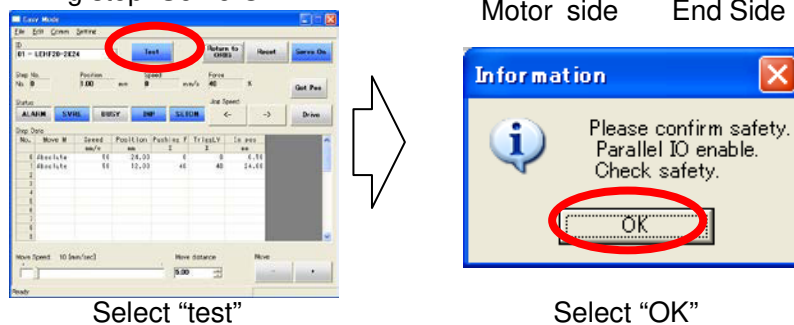 Motor side End Side
Easy Mode
File Edit Comm Setting
ID
01 - LEHF20-2K24
Test
Return to
ORIG
Reset
Servo On
Step No. Position Speed Force
No. 0 1.00 mm 0 mm/s 40 %
Get Pos
Status
Jog Speed
ALARM SVRE BUSY INP SETON <- -> Drive
Step Data
No. Move M Speed Position Pushing F TriggLV In pos
mm/s mm % % mm
0 Absolute 50 24.00 0 0 0.50
1 Absolute 50 12.00 40 40 24.00
2
3
4
5
6
7
8
Move Speed 10 [mm/sec] Move distance Move
5.00 - +
Ready
Select “test”
Information
Please confirm safety.
Parallel IO enable.
Check safety.
OK
Select “OK”